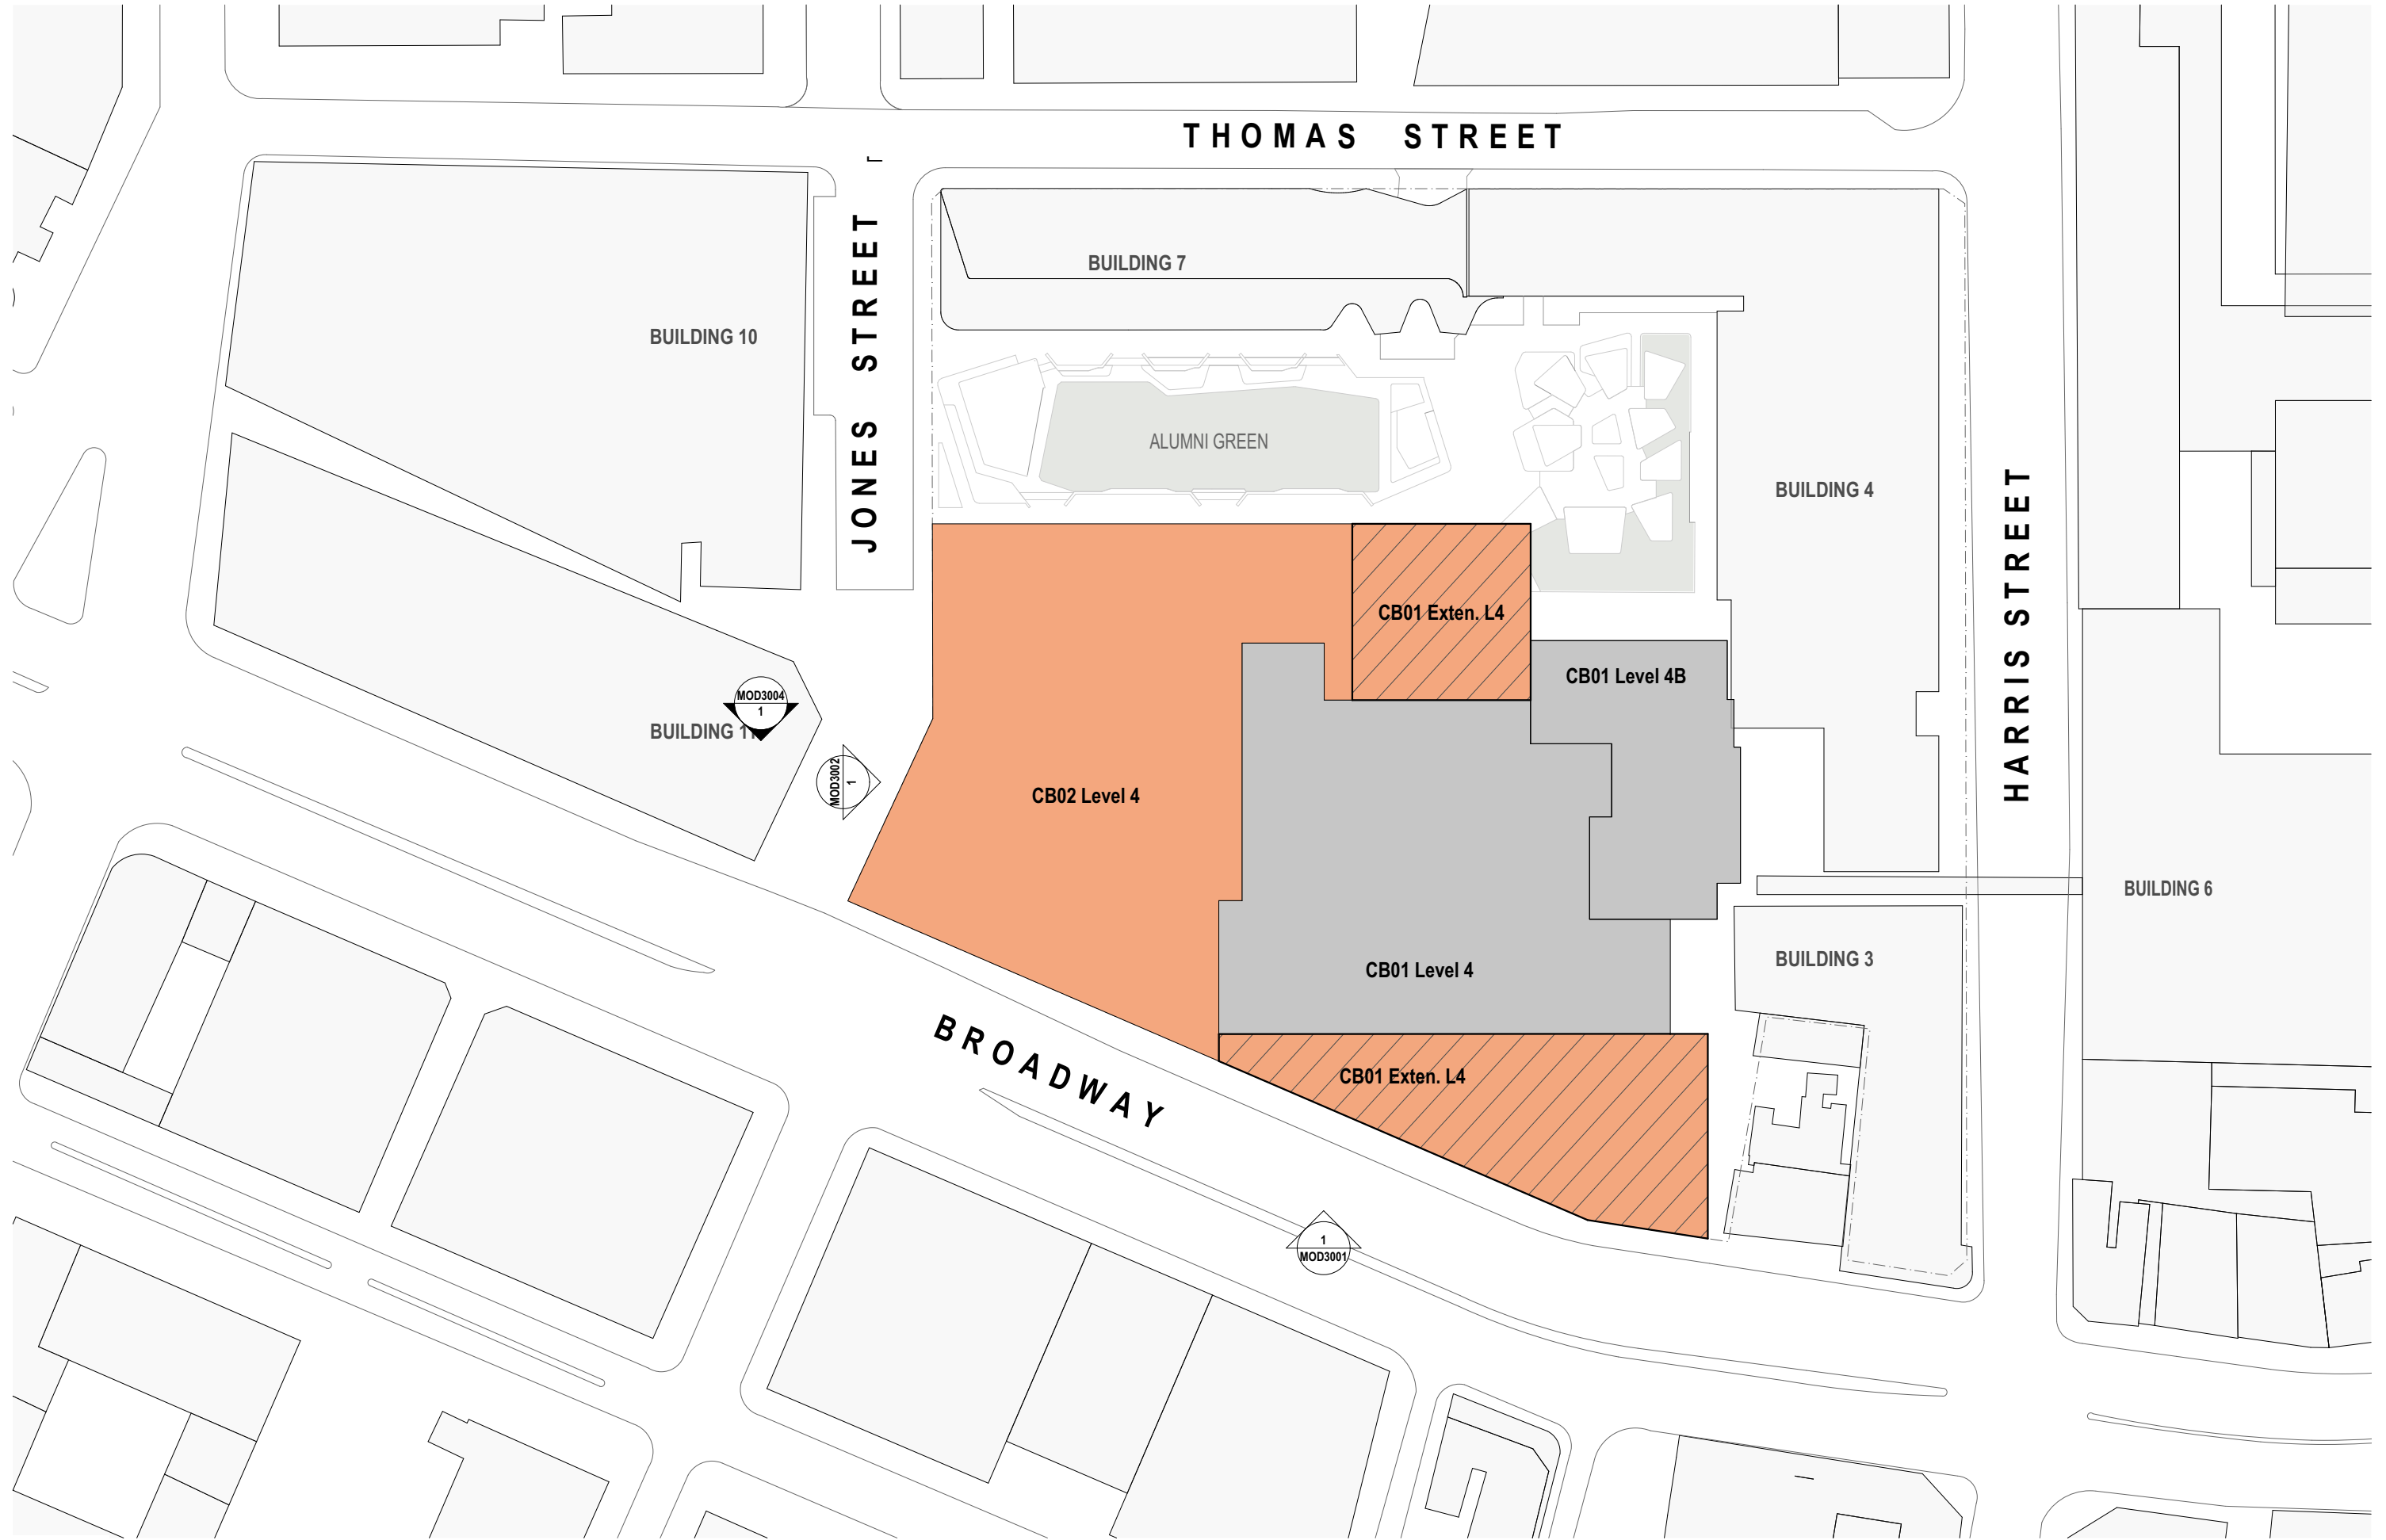 THOMAS STREET
JONES STREET
BUILDING 7
BUILDING 10
ALUMNI GREEN
BUILDING 4
HARRIS STREET
CB01 Exten. L4
CB01 Level 4B
MOD3004
1
BUILDING
MOD3002
1
CB02 Level 4
BUILDING 6
BUILDING 3
CB01 Level 4
BROADWAY
CB01 Exten. L4
1
MOD3001